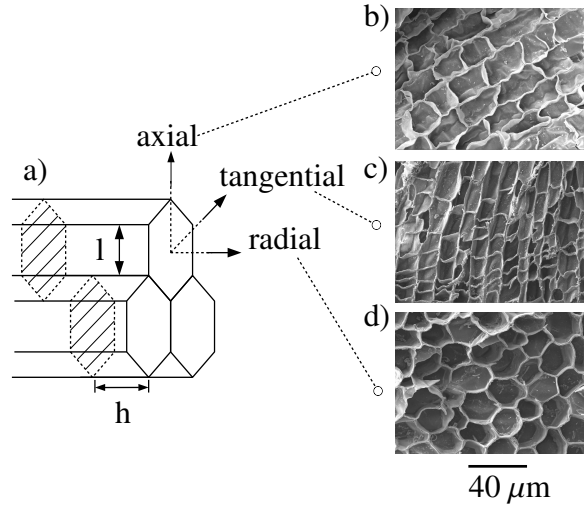 b)
axial
a)
tangential
c)
l
radial
d)
h
40 μm